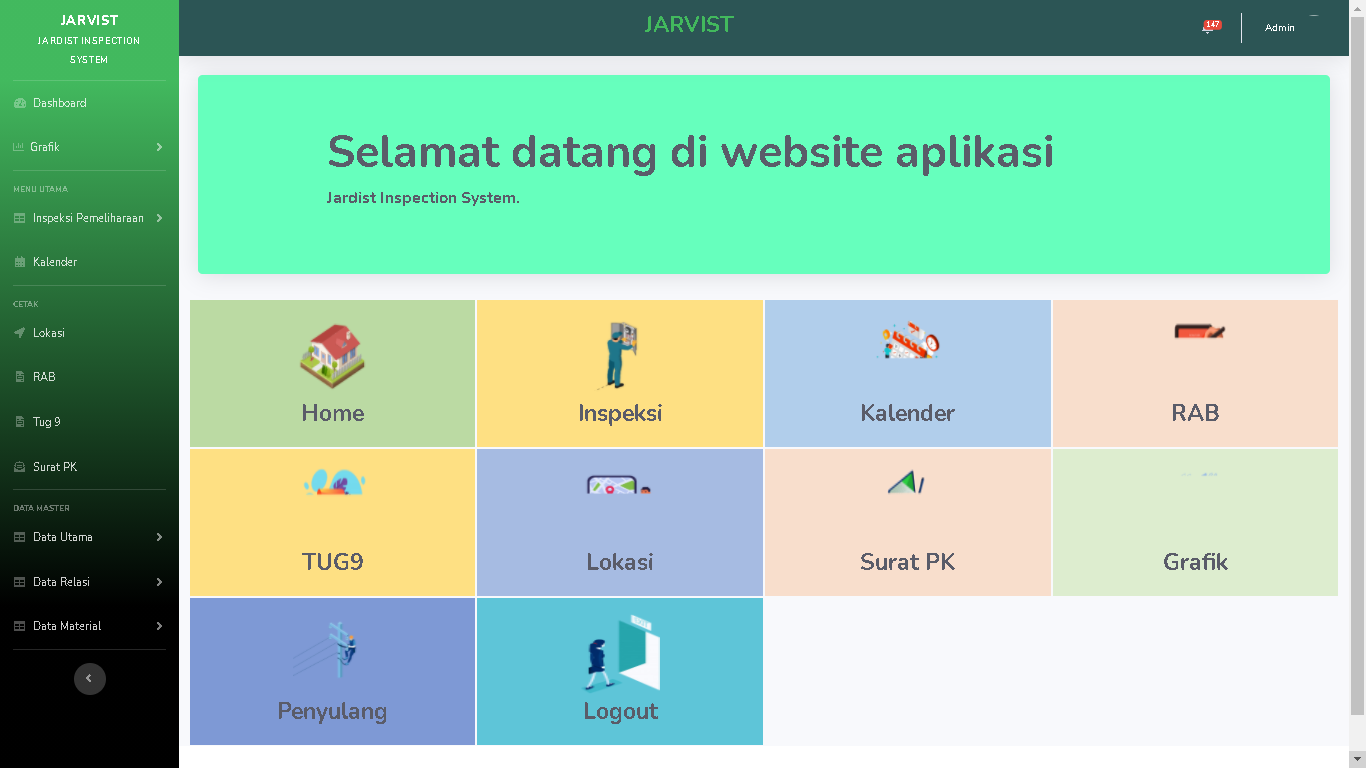 JARVIST
JARDIST INSPECTION
SYSTEM
Dashboard
Grafik
MENU UTAMA
Inspeksi Pemeliharaan
Kalender
CETAK
Lokasi
RAB
Tug 9
Surat PK
DATA MASTER
Data Utama
Data Relasi
Data Material
JARVIST
147
Admin
Selamat datang di website aplikasi
Jardist Inspection System.
Home
Inspeksi
Kalender
RAB
TUG9
Lokasi
Surat PK
Grafik
Penyulang
Logout